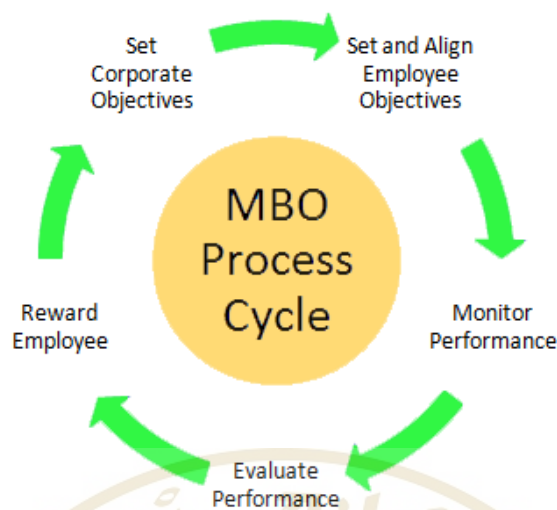 Set
Corporate
Objectives
Set and Align
Employee
Objectives
MBO
Process
Cycle
Reward
Employee
Monitor
Performance
Evaluate
Performance